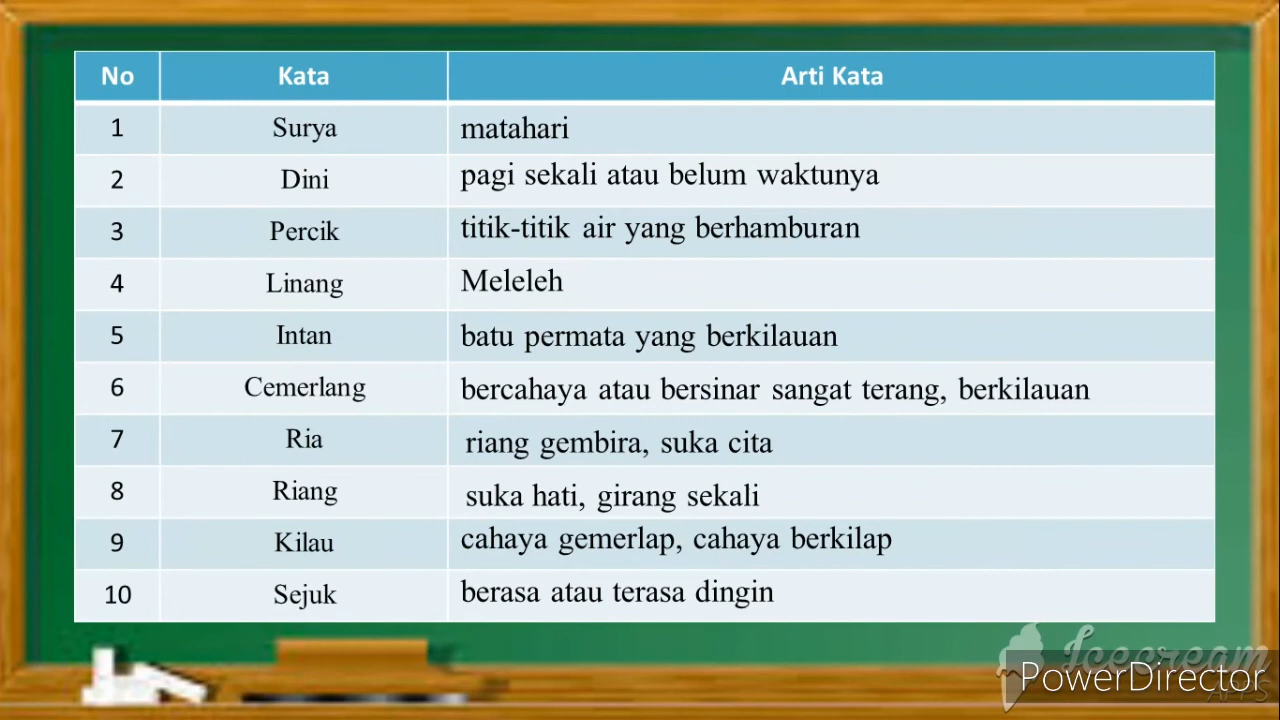 No Kata Arti Kata
1 Surya matahari
2 Dini pagi sekali atau belum waktunya
3 Percik titik-titik air yang berhamburan
4 Linang Meleleh
5 Intan batu permata yang berkilauan
6 Cemerlang bercahaya atau bersinar sangat terang, berkilauan
7 Ria riang gembira, suka cita
8 Riang suka hati, girang sekali
9 Kilau cahaya gemerlap, cahaya berkilap
10 Sejuk berasa atau terasa dingin
Icecream
APPS
PowerDirector